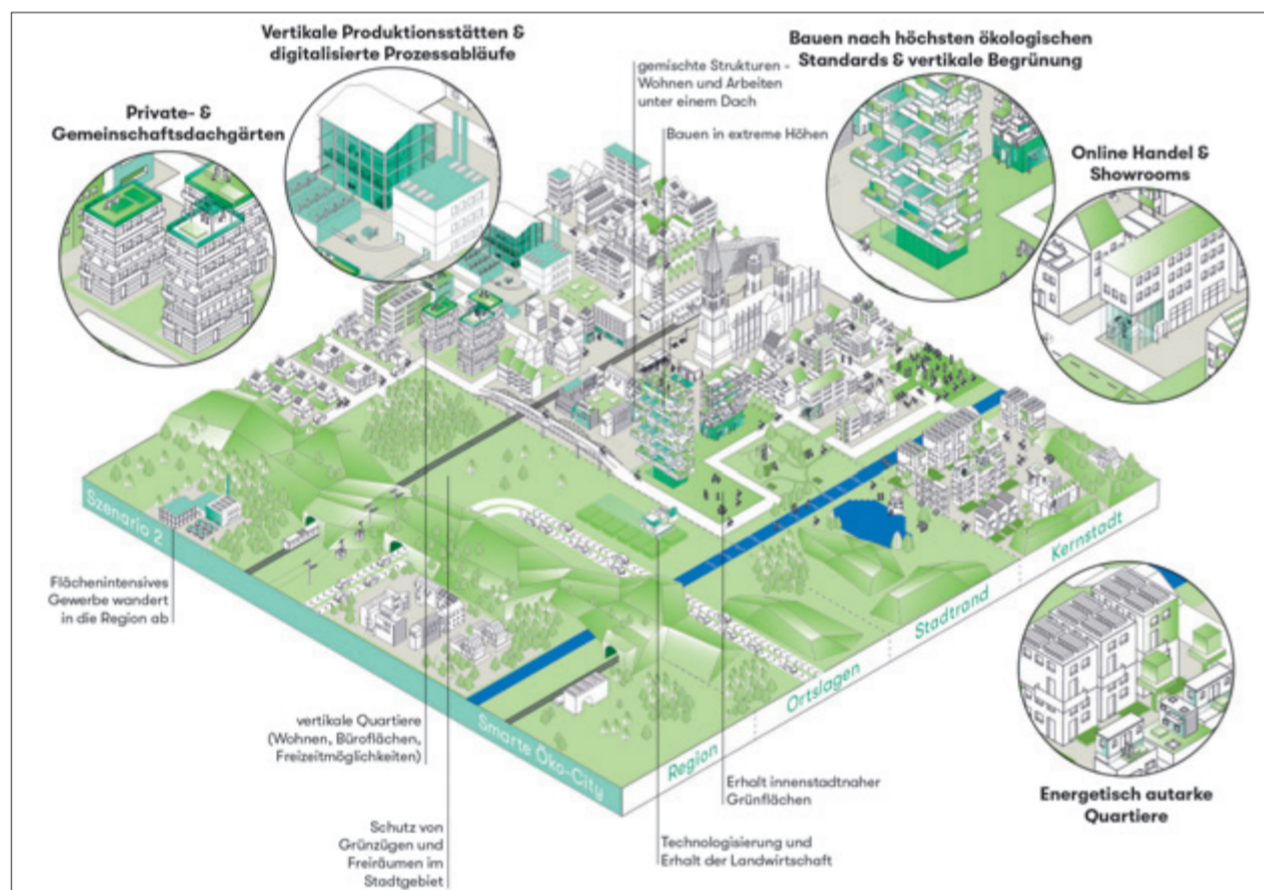 Vertikale Produktionsstätten &
digitalisierte Prozessabläufe
Bauen nach höchsten ökologischen
Standards & vertikale Begrünung
gemischte Strukturen -
Wohnen und Arbeiten
unter einem Dach
Private- &
Gemeinschaftsdachgärten
Bauen in extreme Höhen
Online Handel &
Showrooms
Szenario 2
Smarte Öko-City
Region
Ortslagen
Stadtrand
Kernstadt
Flächenintensives
Gewerbe wandert
in die Region ab
vertikale Quartiere
(Wohnen, Büroflächen,
Freizeitmöglichkeiten)
Schutz von
Grünzügen und
Freiräumen im
Stadtgebiet
Erhalt innenstadtnaher
Grünflächen
Technologisierung und
Erhalt der Landwirtschaft
Energetisch autarke
Quartiere